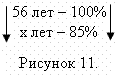 56 лет – 100%
х лет – 85%
Рисунок 11.